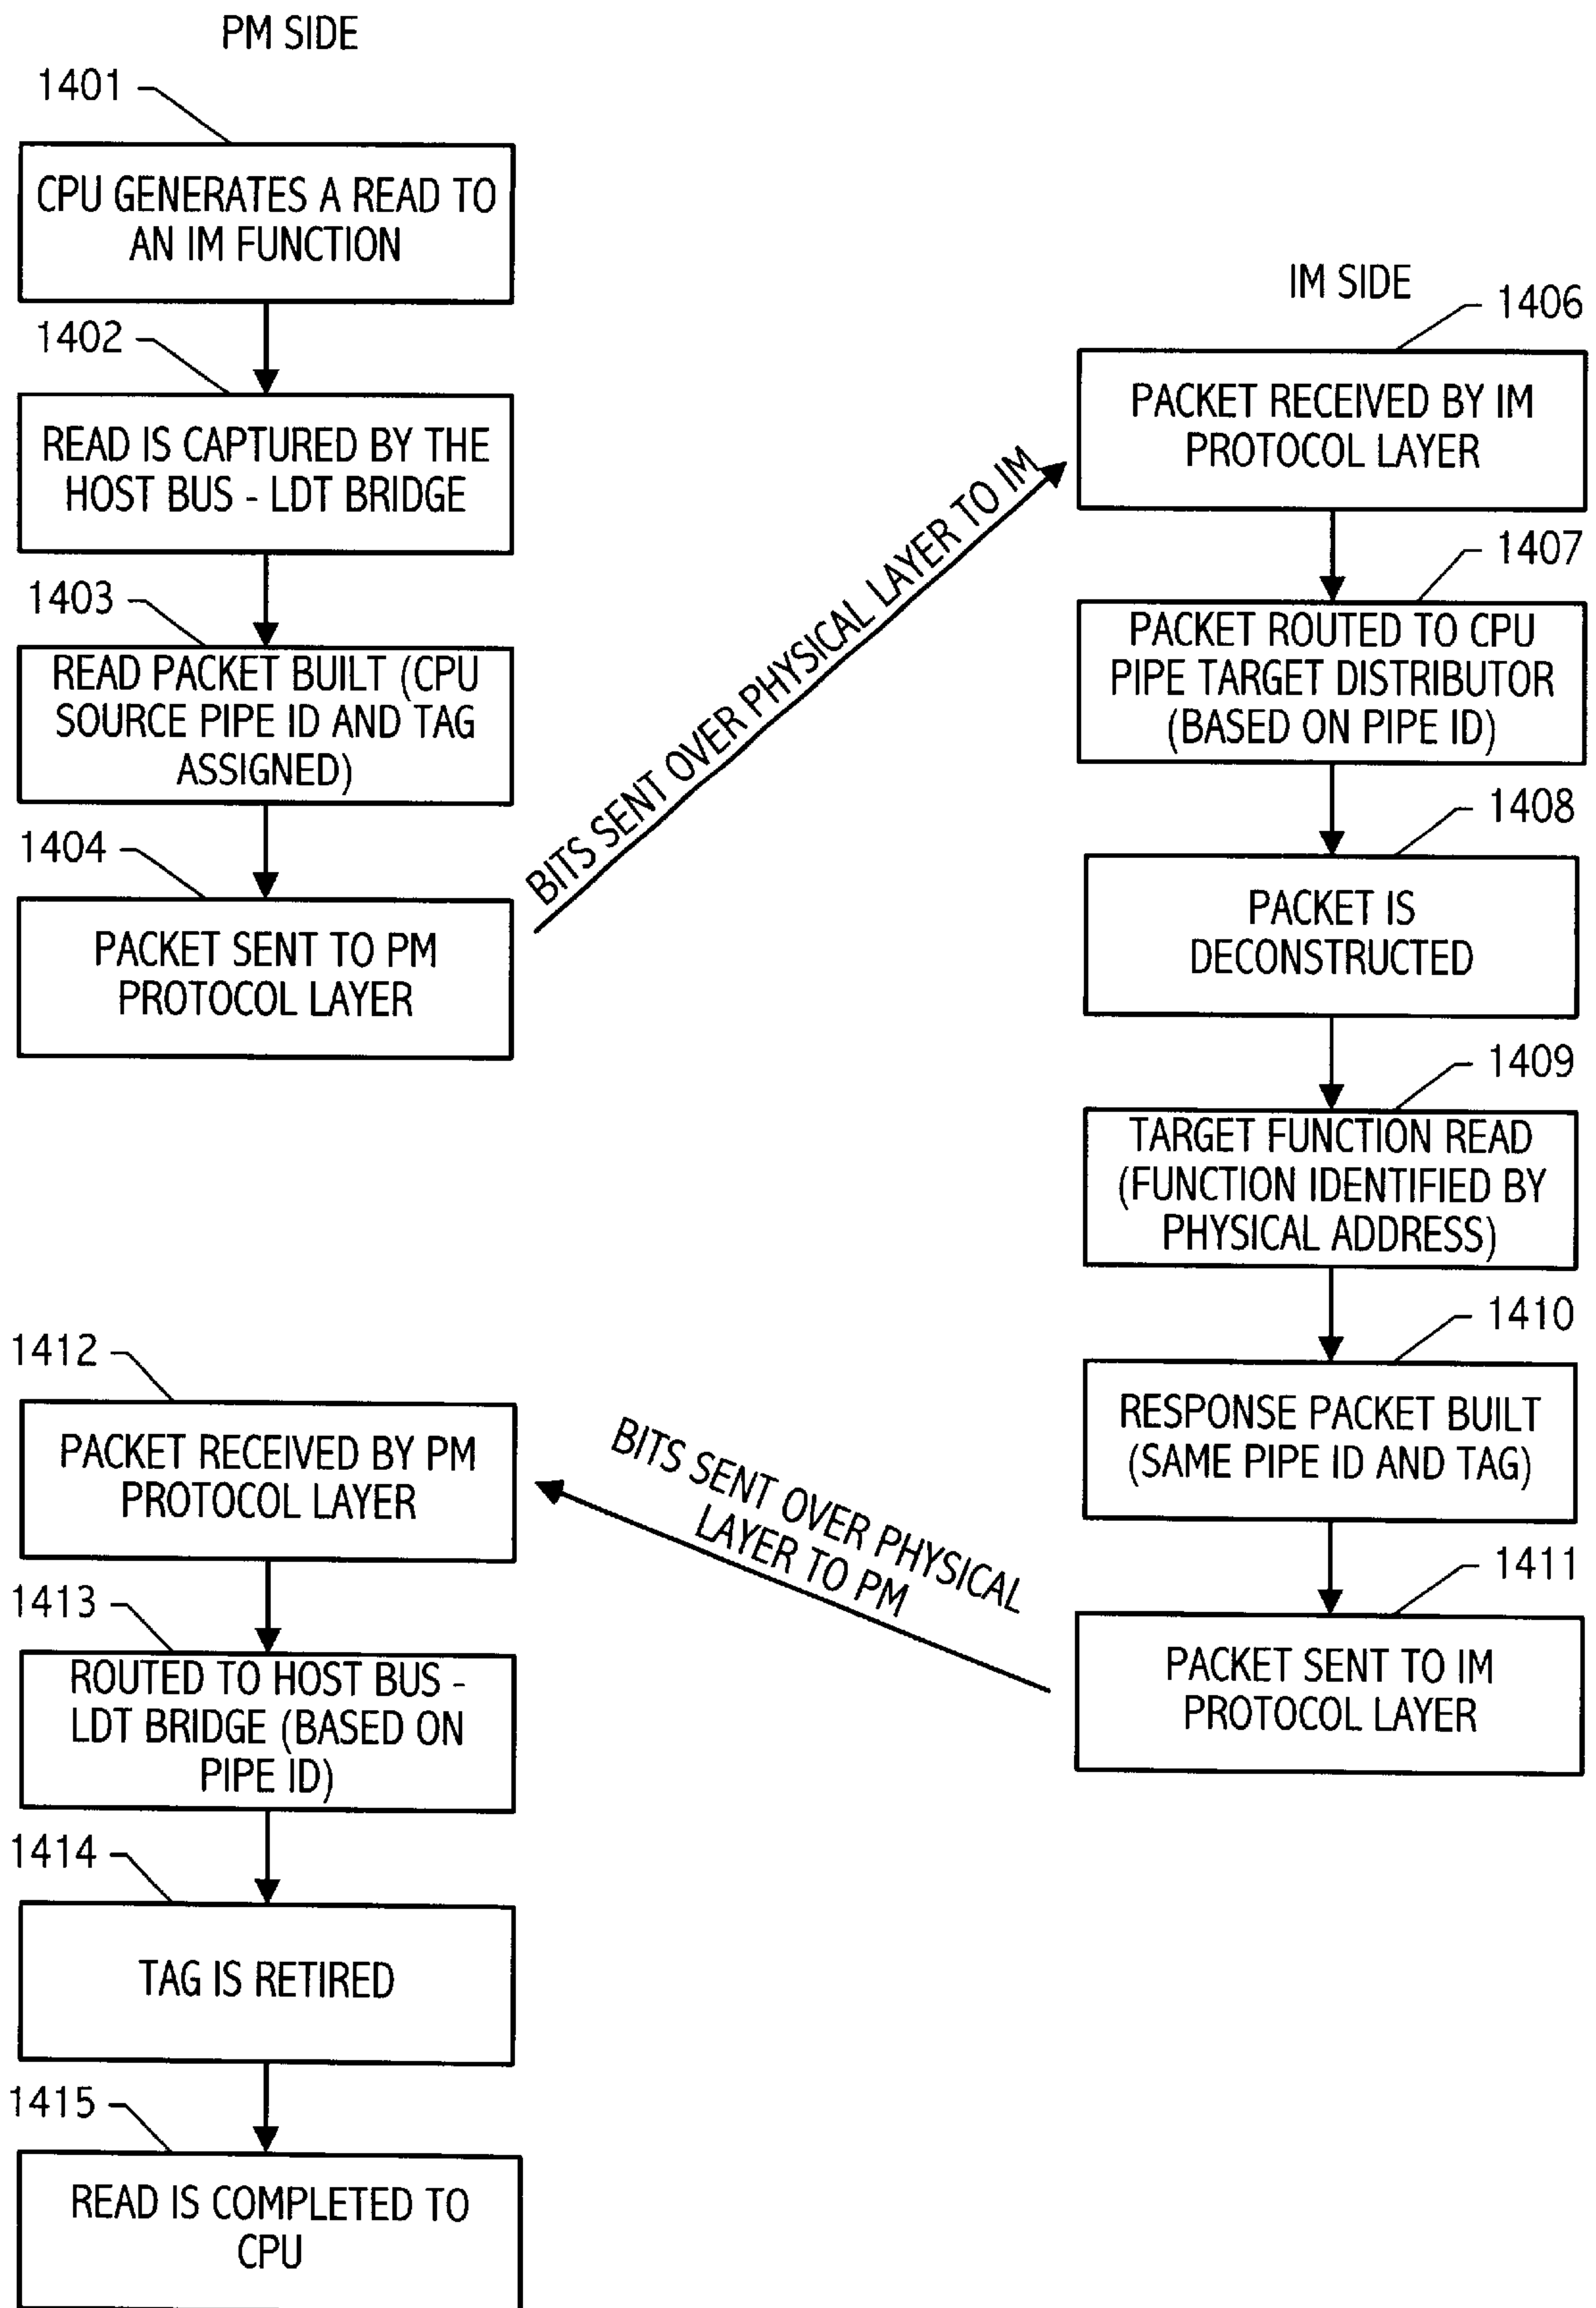 PM SIDE
1401
CPU GENERATES A READ TO
AN IM FUNCTION
1402
READ IS CAPTURED BY THE
HOST BUS - LDT BRIDGE
1403
READ PACKET BUILT (CPU
SOURCE PIPE ID AND TAG
ASSIGNED)
1404
PACKET SENT TO PM
PROTOCOL LAYER
BITS SENT OVER PHYSICAL LAYER TO IM
IM SIDE
1406
PACKET RECEIVED BY IM
PROTOCOL LAYER
1407
PACKET ROUTED TO CPU
PIPE TARGET DISTRIBUTOR
(BASED ON PIPE ID)
1408
PACKET IS
DECONSTRUCTED
1409
TARGET FUNCTION READ
(FUNCTION IDENTIFIED BY
PHYSICAL ADDRESS)
1410
RESPONSE PACKET BUILT
(SAME PIPE ID AND TAG)
1411
PACKET SENT TO IM
PROTOCOL LAYER
BITS SENT OVER PHYSICAL
LAYER TO PM
1412
PACKET RECEIVED BY PM
PROTOCOL LAYER
1413
ROUTED TO HOST BUS -
LDT BRIDGE (BASED ON
PIPE ID)
1414
TAG IS RETIRED
1415
READ IS COMPLETED TO
CPU